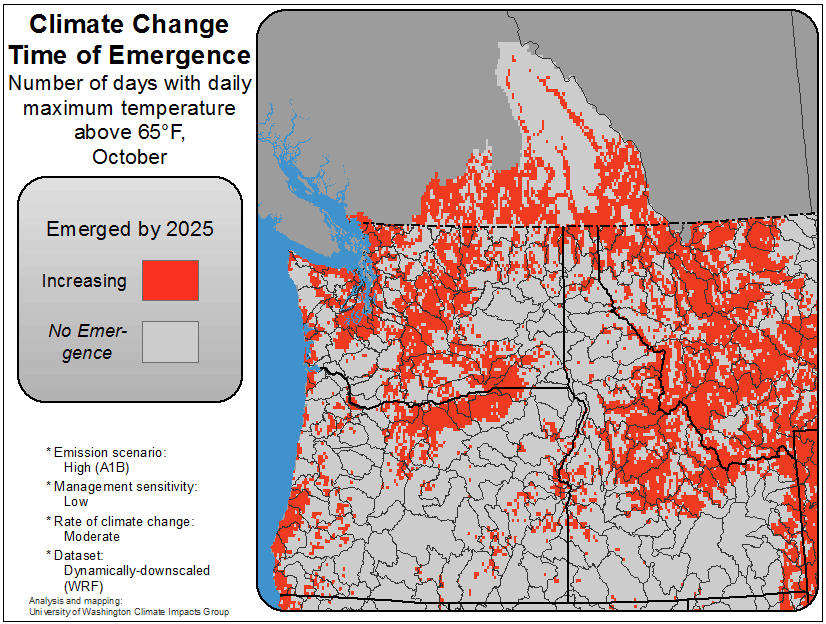 Climate Change
Time of Emergence
Number of days with daily
maximum temperature
above 65°F,
October
Emerged by 2025
Increasing
No Emer-
gence
* Emission scenario:
High (A1B)
* Management sensitivity:
Low
* Rate of climate change:
Moderate
* Dataset:
Dynamically-downscaled
(WRF)
Analysis and mapping:
University of Washington Climate Impacts Group